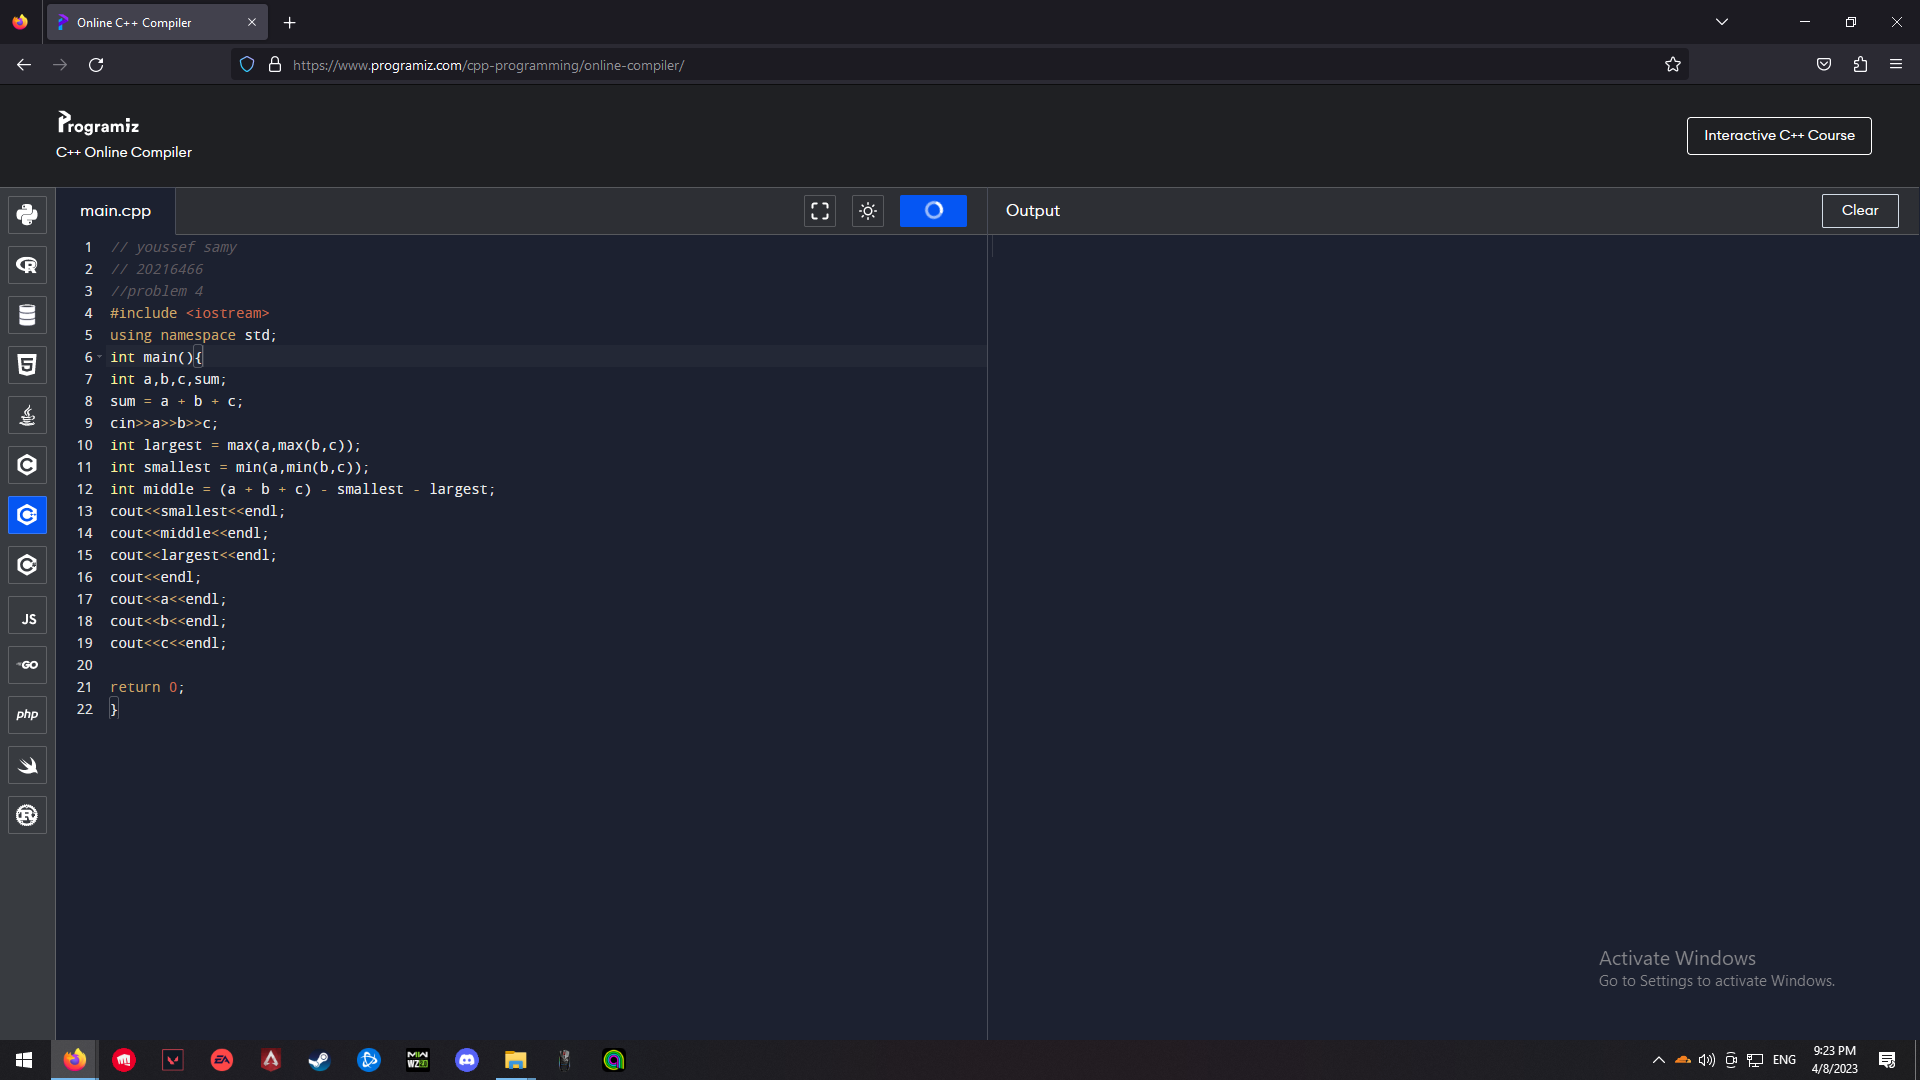 Online C++ Compiler
https://www.programiz.com/cpp-programming/online-compiler/
Programiz
C++ Online Compiler
Interactive C++ Course
main.cpp
Output
Clear
1 // youssef samy
2 // 20216466
3 //problem 4
4 #include <iostream>
5 using namespace std;
6 int main(){
7 int a,b,c,sum;
8 sum = a + b + c;
9 cin>>a>>b>>c;
10 int largest = max(a,max(b,c));
11 int smallest = min(a,min(b,c));
12 int middle = (a + b + c) - smallest - largest;
13 cout<<smallest<<endl;
14 cout<<middle<<endl;
15 cout<<largest<<endl;
16 cout<<endl;
17 cout<<a<<endl;
18 cout<<b<<endl;
19 cout<<c<<endl;
20
21 return 0;
22 }
JS
GO
php
Activate Windows
Go to Settings to activate Windows.
EA
MW
WZ2.0
ENG
9:23 PM
4/8/2023